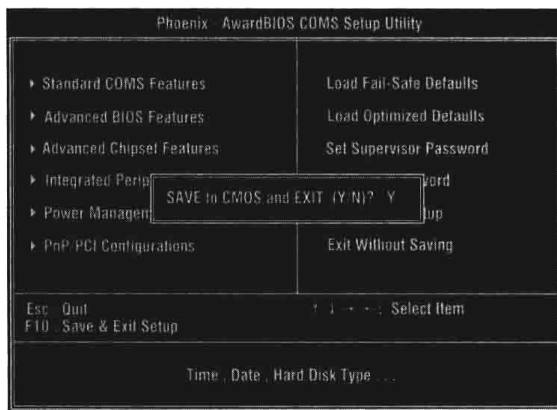 Phoenix - AwardBIOS COMS Setup Utility
Standard COMS Features
Advanced BIOS Features
Advanced Chipset Features
Integrated Perip
Power Managem
PnP/PCI Configurations
Load Fail-Safe Defaults
Load Optimized Defaults
Set Supervisor Password
ord
up
Exit Without Saving
SAVE to CMOS and EXIT (Y/N)? Y
Esc : Quit
F10 : Save & Exit Setup
↑ ↓ → ← : Select Item
Time , Date , Hard Disk Type . . .